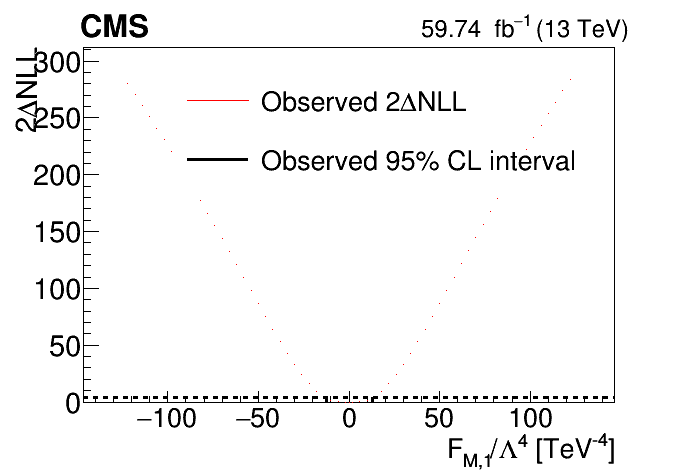 CMS
59.74 fb⁻¹ (13 TeV)
2ΔNLL
300
250
200
150
100
50
0
Observed 2ΔNLL
Observed 95% CL interval
−100 −50 0 50 100
F_M,1/Λ⁴ [TeV⁻⁴]